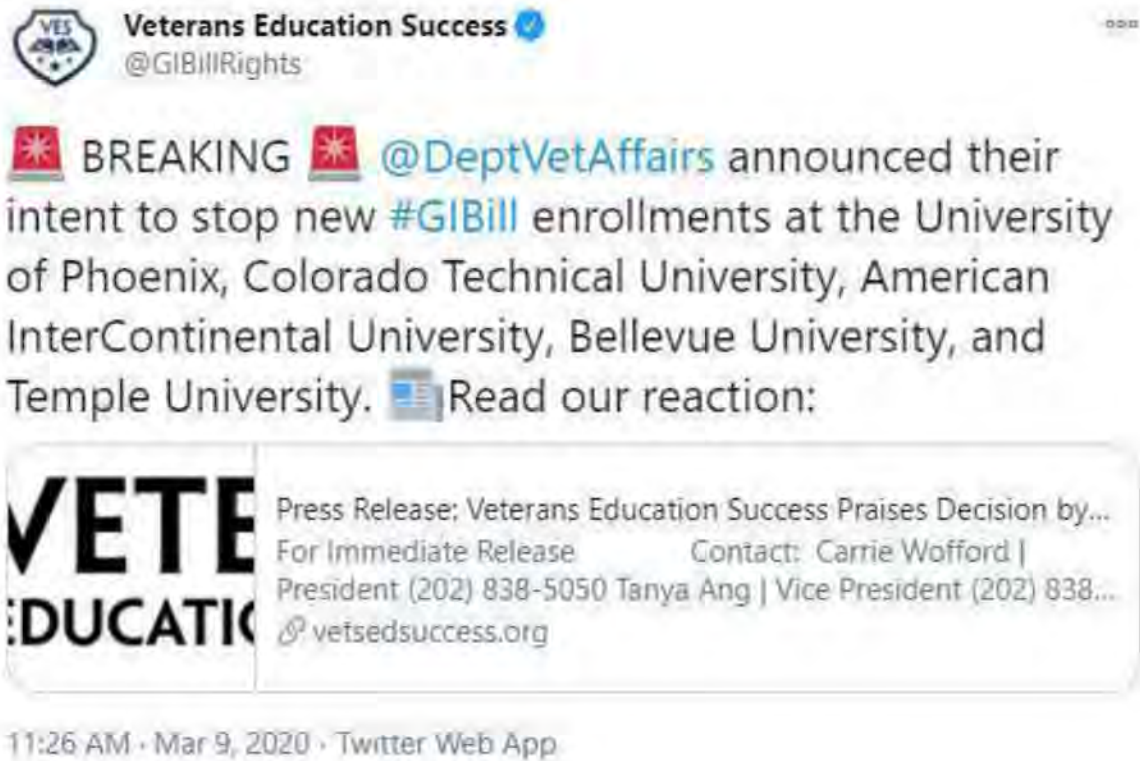 VES
Veterans Education Success
@GIBillRights
🚨 BREAKING 🚨 @DeptVetAffairs announced their
intent to stop new #GIBill enrollments at the University
of Phoenix, Colorado Technical University, American
InterContinental University, Bellevue University, and
Temple University. 📰Read our reaction:
VETE
EDUCATI
Press Release: Veterans Education Success Praises Decision by...
For Immediate Release Contact: Carrie Wofford |
President (202) 838-5050 Tanya Ang | Vice President (202) 838...
vetsedsuccess.org
11:26 AM · Mar 9, 2020 · Twitter Web App